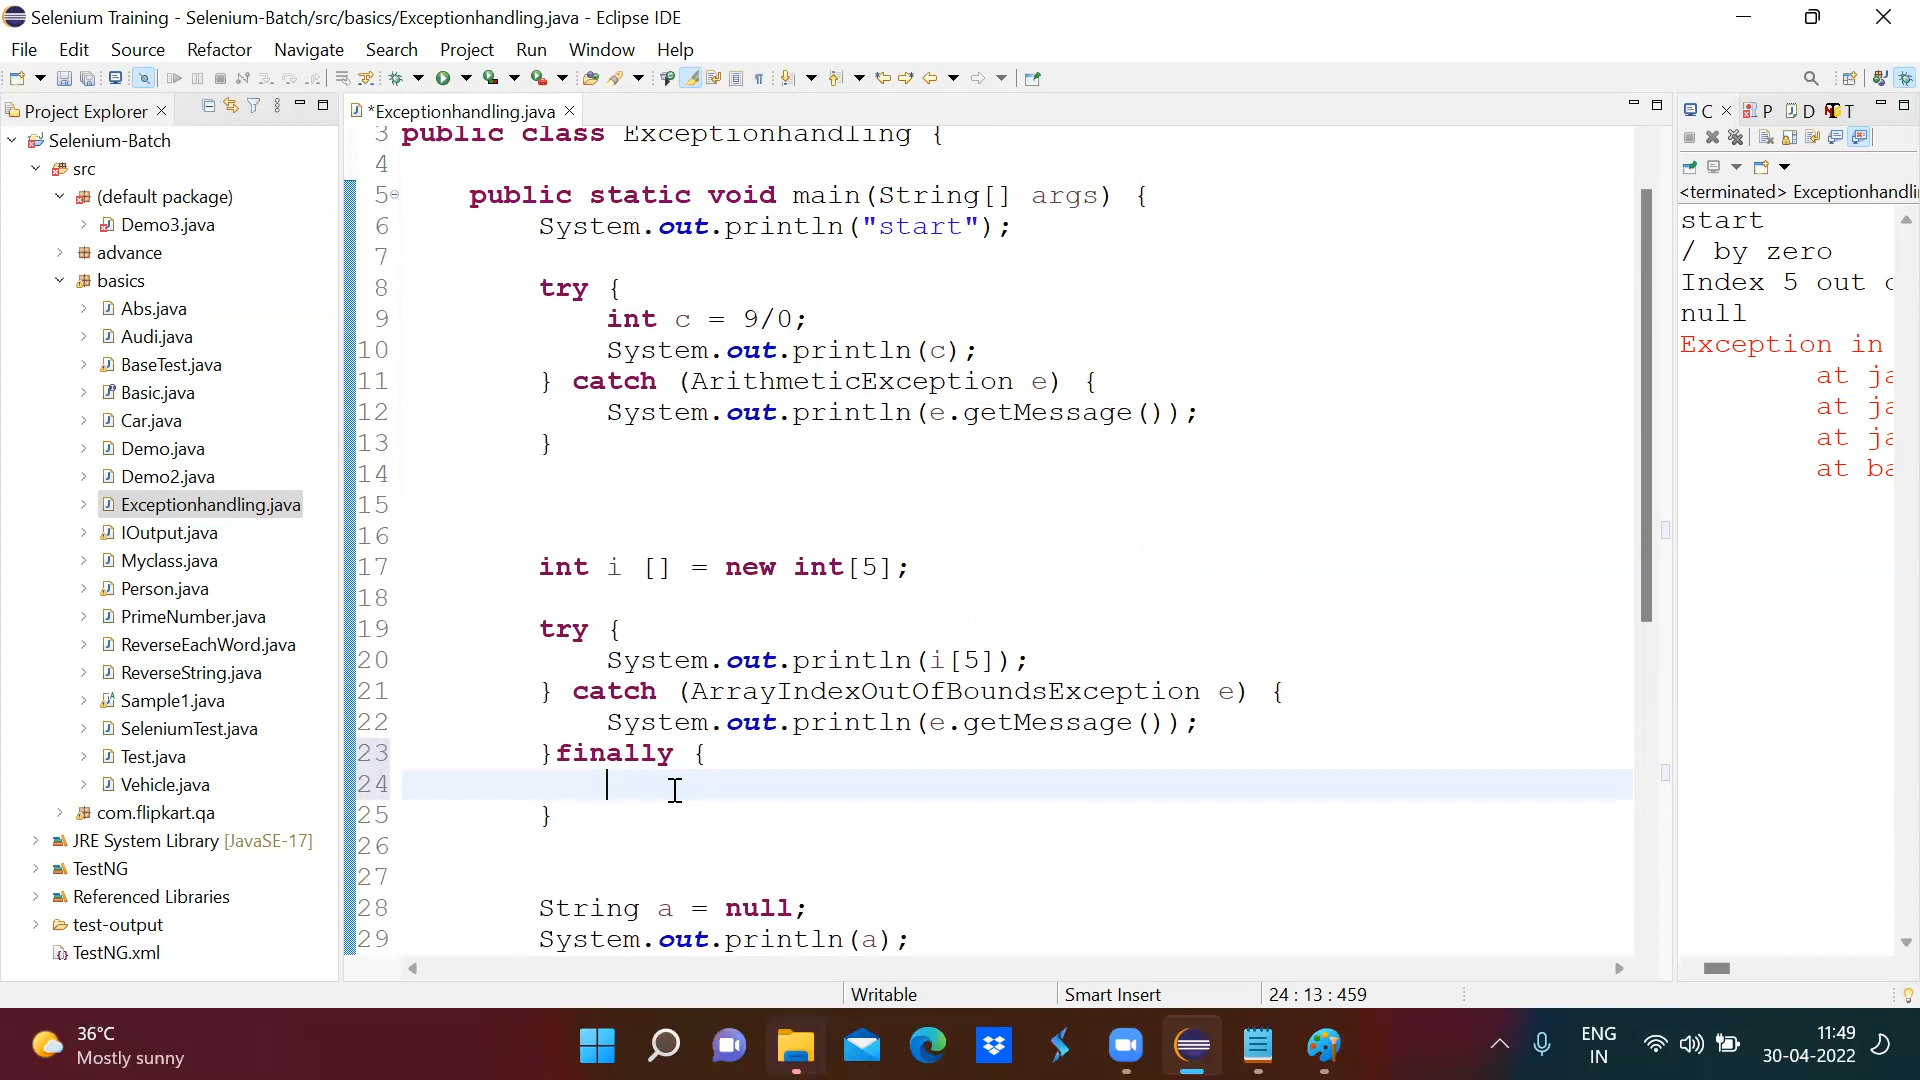 Selenium Training - Selenium-Batch/src/basics/Exceptionhandling.java - Eclipse IDE
File Edit Source Refactor Navigate Search Project Run Window Help
Project Explorer
Selenium-Batch
src
(default package)
Demo3.java
advance
basics
Abs.java
Audi.java
BaseTest.java
Basic.java
Car.java
Demo.java
Demo2.java
Exceptionhandling.java
IOutput.java
Myclass.java
Person.java
PrimeNumber.java
ReverseEachWord.java
ReverseString.java
Sample1.java
SeleniumTest.java
Test.java
Vehicle.java
com.flipkart.qa
JRE System Library [JavaSE-17]
TestNG
Referenced Libraries
test-output
TestNG.xml
*Exceptionhandling.java
3 public class Exceptionhandling {
4
5 public static void main(String[] args) {
6 System.out.println("start");
7
8 try {
9 int c = 9/0;
10 System.out.println(c);
11 } catch (ArithmeticException e) {
12 System.out.println(e.getMessage());
13 }
14
15
16
17 int i [] = new int[5];
18
19 try {
20 System.out.println(i[5]);
21 } catch (ArrayIndexOutOfBoundsException e) {
22 System.out.println(e.getMessage());
23 }finally {
24
25 }
26
27
28 String a = null;
29 System.out.println(a);
C P D T
<terminated> Exceptionhandli
start
/ by zero
Index 5 out o
null
Exception in
at ja
at ja
at ja
at ba
Writable Smart Insert 24 : 13 : 459
36°C
Mostly sunny
ENG
IN
11:49
30-04-2022